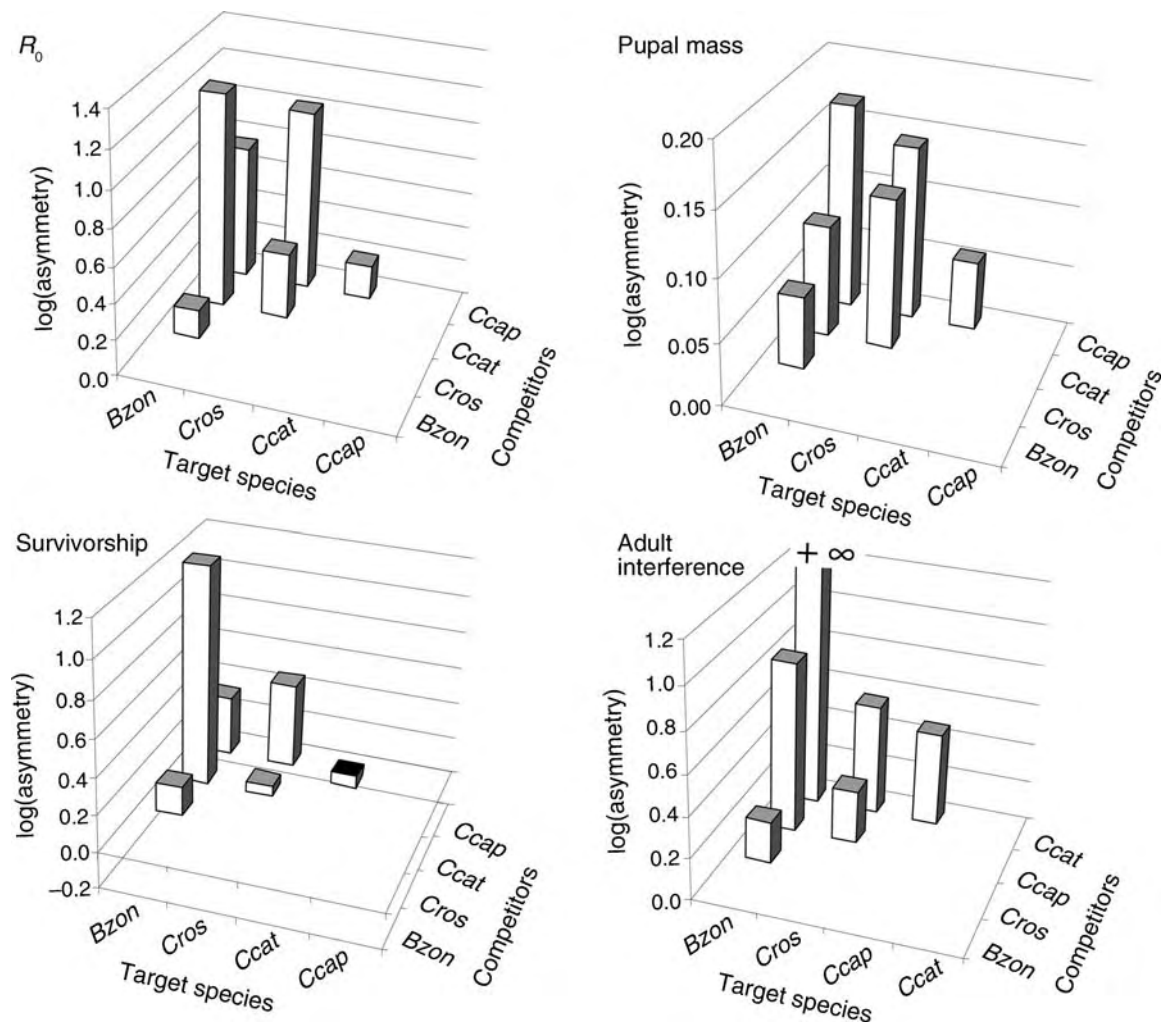 R0
log(asymmetry)
1.4
1.2
1.0
0.8
0.6
0.4
0.2
0.0
Bzon
Cros
Ccat
Ccap
Target species
Bzon
Cros
Ccat
Ccap
Competitors
Pupal mass
log(asymmetry)
0.20
0.15
0.10
0.05
0.00
Bzon
Cros
Ccat
Ccap
Target species
Bzon
Cros
Ccat
Ccap
Competitors
Survivorship
log(asymmetry)
1.2
1.0
0.8
0.6
0.4
0.2
0.0
–0.2
Bzon
Cros
Ccat
Ccap
Target species
Bzon
Cros
Ccat
Ccap
Competitors
Adult
interference
+ ∞
log(asymmetry)
1.2
1.0
0.8
0.6
0.4
0.2
0.0
Bzon
Cros
Ccap
Ccat
Target species
Bzon
Cros
Ccap
Ccat
Competitors